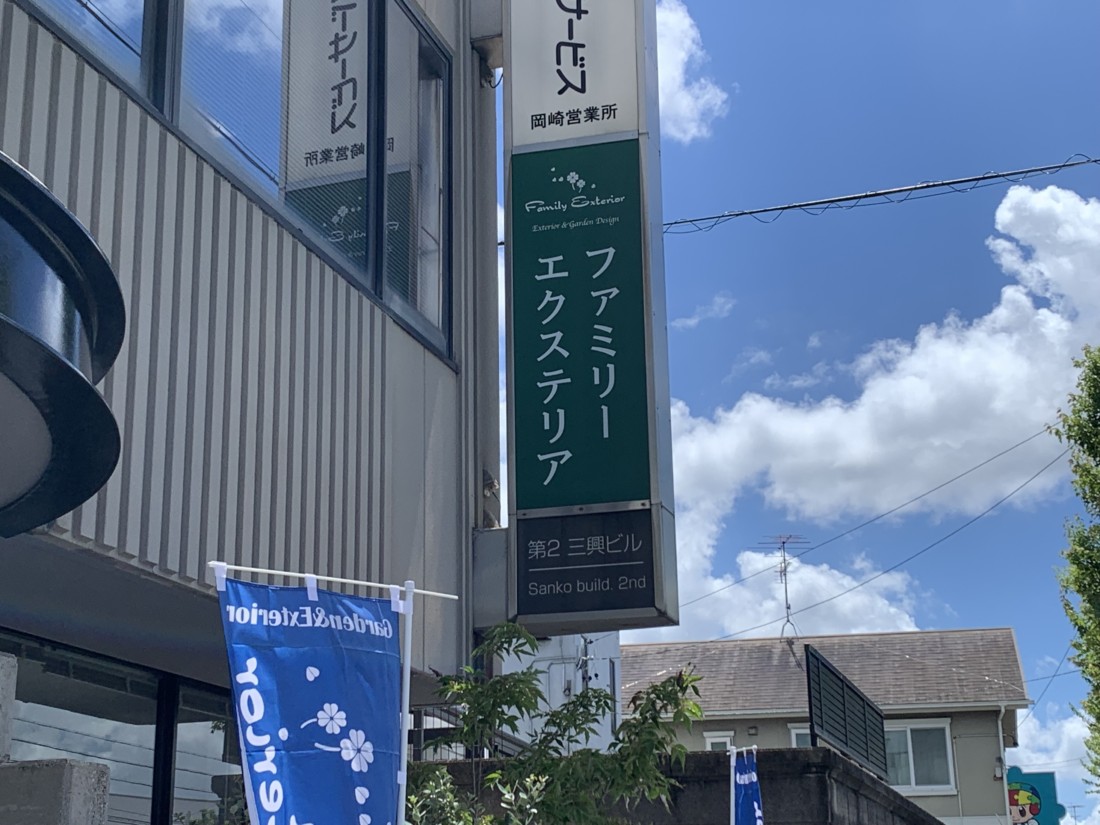 ナービス
岡崎営業所
Family Exterior
Exterior & Garden Design
ファミリー
エクステリア
第2 三興ビル
Sanko build. 2nd
Garden&Exterior